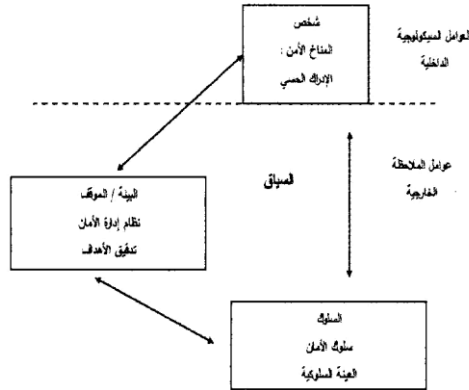 شخص
المناخ الأمن :
الإدراك الحسي
العوامل السيكولوجية
الداخلية
عوامل الملاحظة
الخارجية
السياق
البيئة / الموقف
نظام إدارة الأمان
تدقيق الأهداف
السلوك
سلوك الأمان
العينة السلوكية